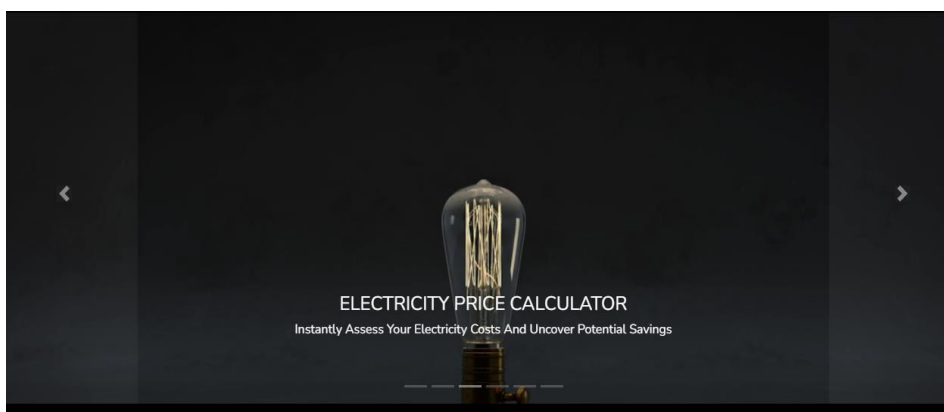 ELECTRICITY PRICE CALCULATOR
Instantly Assess Your Electricity Costs And Uncover Potential Savings